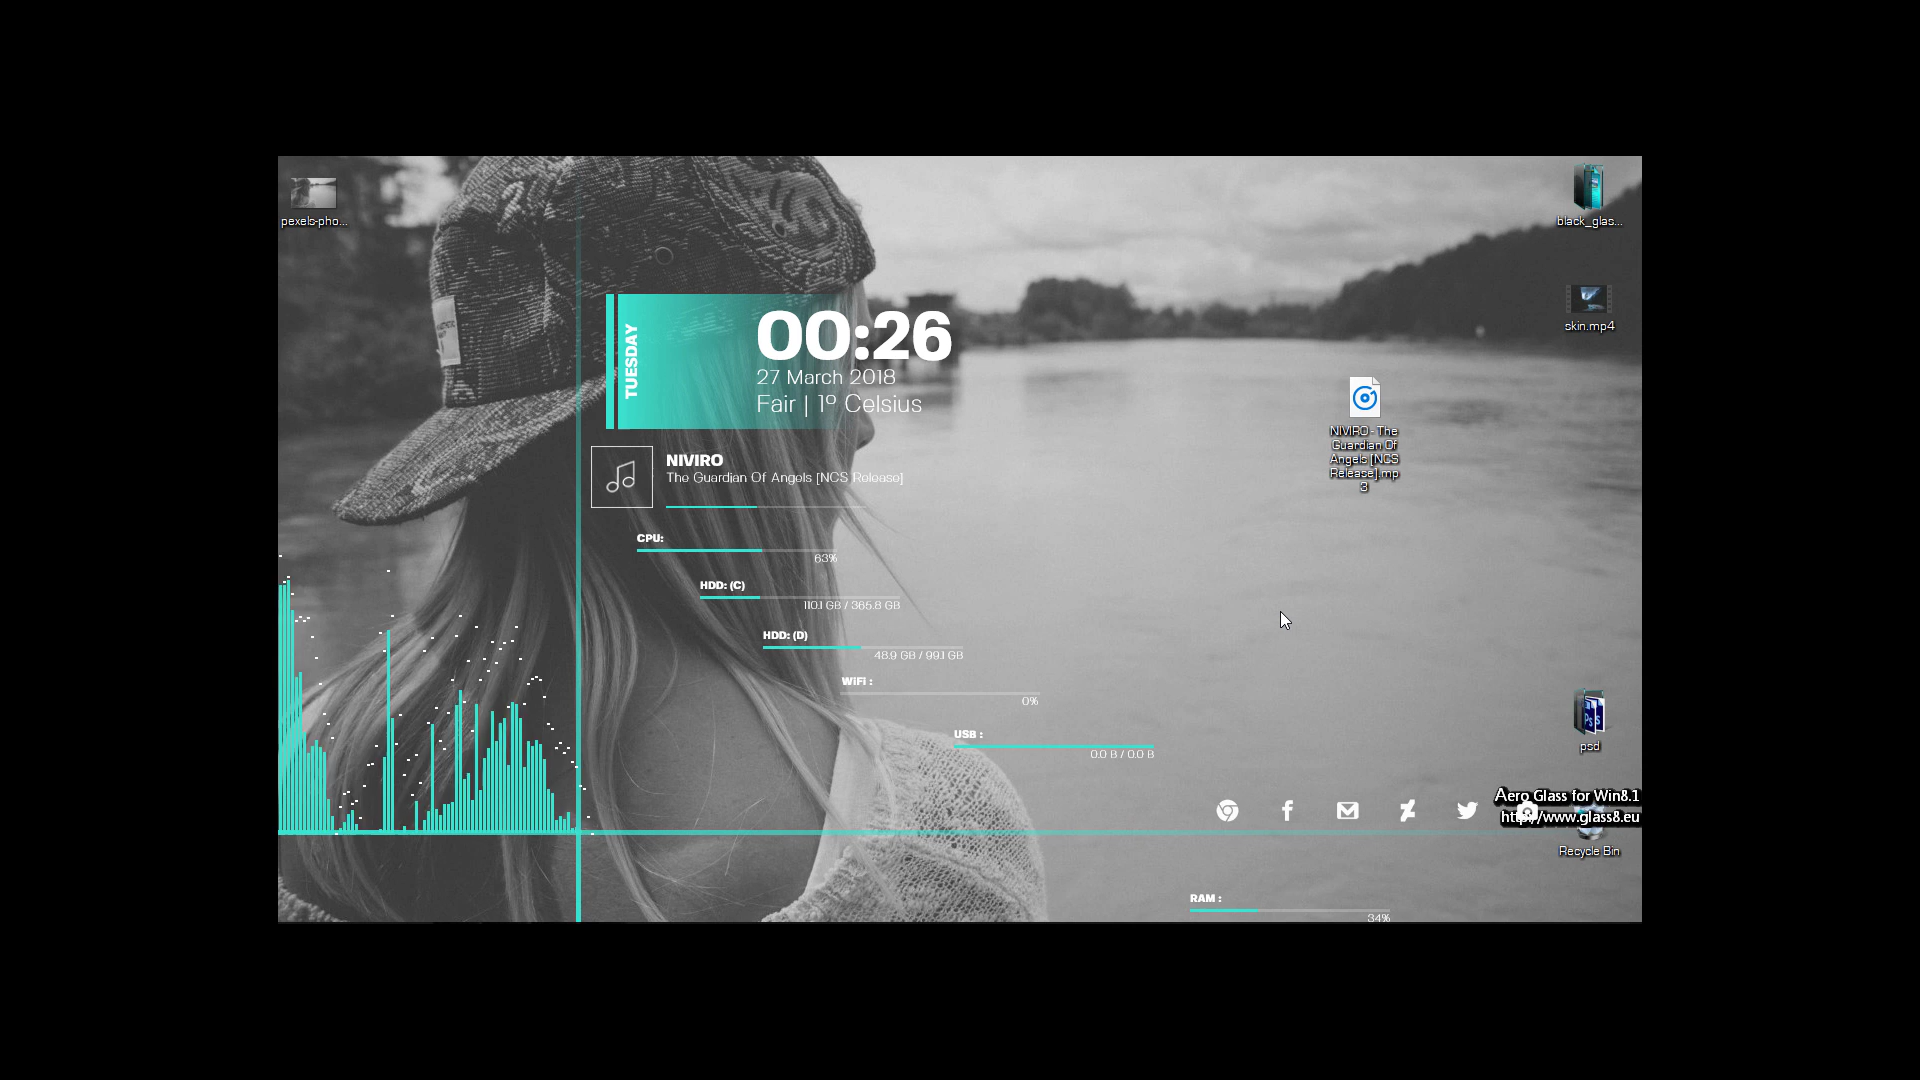 pexels-pho...
black_glas...
skin.mp4
TUESDAY
00:26
27 March 2018
Fair | 1º Celsius
NIVIRO - The
Guardian Of
Angels [NCS
Release].mp
3
NIVIRO
The Guardian Of Angels [NCS Release]
CPU:
63%
HDD: (C)
110.1 GB / 365.8 GB
HDD: (D)
48.9 GB / 99.1 GB
WiFi :
0%
USB :
0.0 B / 0.0 B
Ps
psd
Aero Glass for Win8.1
http://www.glass8.eu
Recycle Bin
RAM :
34%